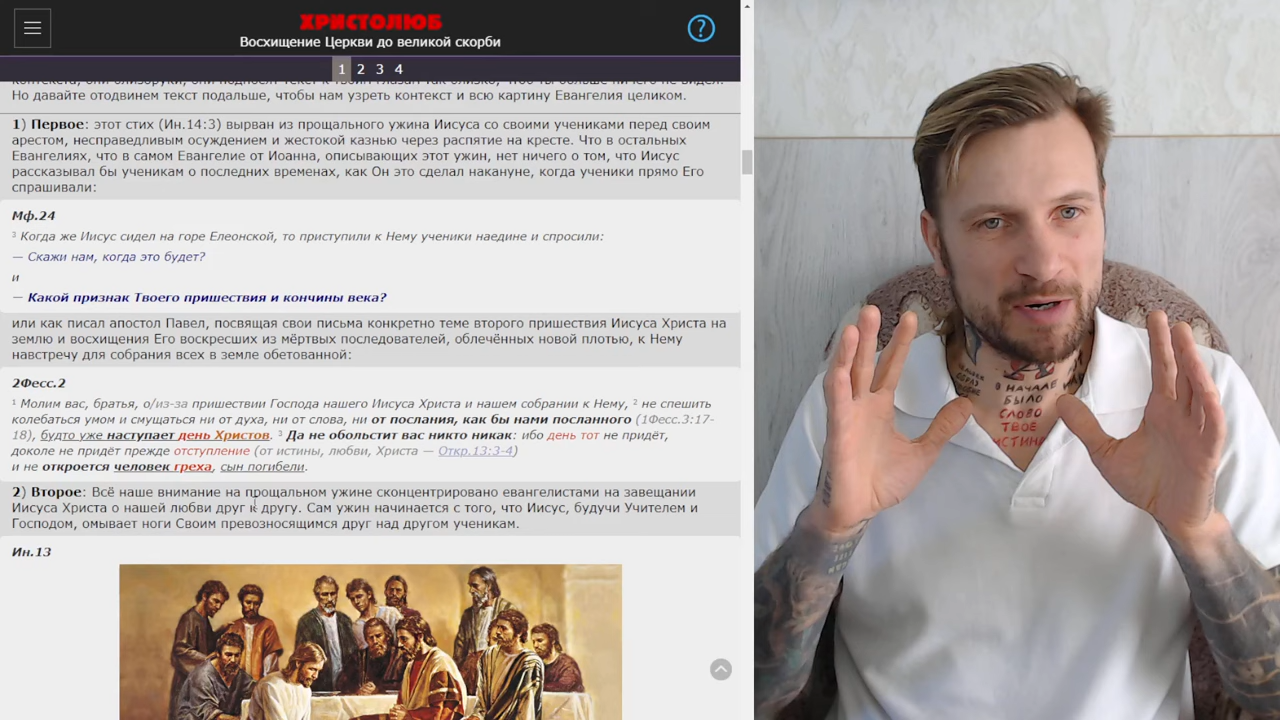 ХРИСТОЛЮБ
Восхищение Церкви до великой скорби
?
1 2 3 4
Но давайте отодвинем текст подальше, чтобы нам узреть контекст и всю картину Евангелия целиком.
1) Первое: этот стих (Ин.14:3) вырван из прощального ужина Иисуса со своими учениками перед своим
арестом, несправедливым осуждением и жестокой казнью через распятие на кресте. Что в остальных
Евангелиях, что в самом Евангелие от Иоанна, описывающих этот ужин, нет ничего о том, что Иисус
рассказывал бы ученикам о последних временах, как Он это сделал накануне, когда ученики прямо Его
спрашивали:
Мф.24
3 Когда же Иисус сидел на горе Елеонской, то приступили к Нему ученики наедине и спросили:
— Скажи нам, когда это будет?
и
— Какой признак Твоего пришествия и кончины века?
или как писал апостол Павел, посвящая свои письма конкретно теме второго пришествия Иисуса Христа на
землю и восхищения Его воскресших из мёртвых последователей, облечённых новой плотью, к Нему
навстречу для собрания всех в земле обетованной:
2Фесс.2
1 Молим вас, братья, о/из-за пришествии Господа нашего Иисуса Христа и нашем собрании к Нему, 2 не спешить
колебаться умом и смущаться ни от духа, ни от слова, ни от послания, как бы нами посланного (1Фесс.3:17-
18), будто уже наступает день Христов. 3 Да не обольстит вас никто никак: ибо день тот не придёт,
доколе не придёт прежде отступление (от истины, любви, Христа — Откр.13:3-4)
и не откроется человек греха, сын погибели.
2) Второе: Всё наше внимание на прощальном ужине сконцентрировано евангелистами на завещании
Иисуса Христа о нашей любви друг к другу. Сам ужин начинается с того, что Иисус, будучи Учителем и
Господом, омывает ноги Своим превозносящимся друг над другом ученикам.
Ин.13
В НАЧАЛЕ
БЫЛО
СЛОВО
ТВОЕ
ИСТИНА